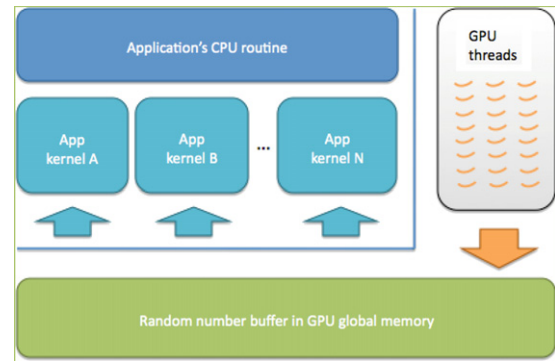 Application's CPU routine
GPU
threads
App
kernel A
App
kernel B
...
App
kernel N
Random number buffer in GPU global memory